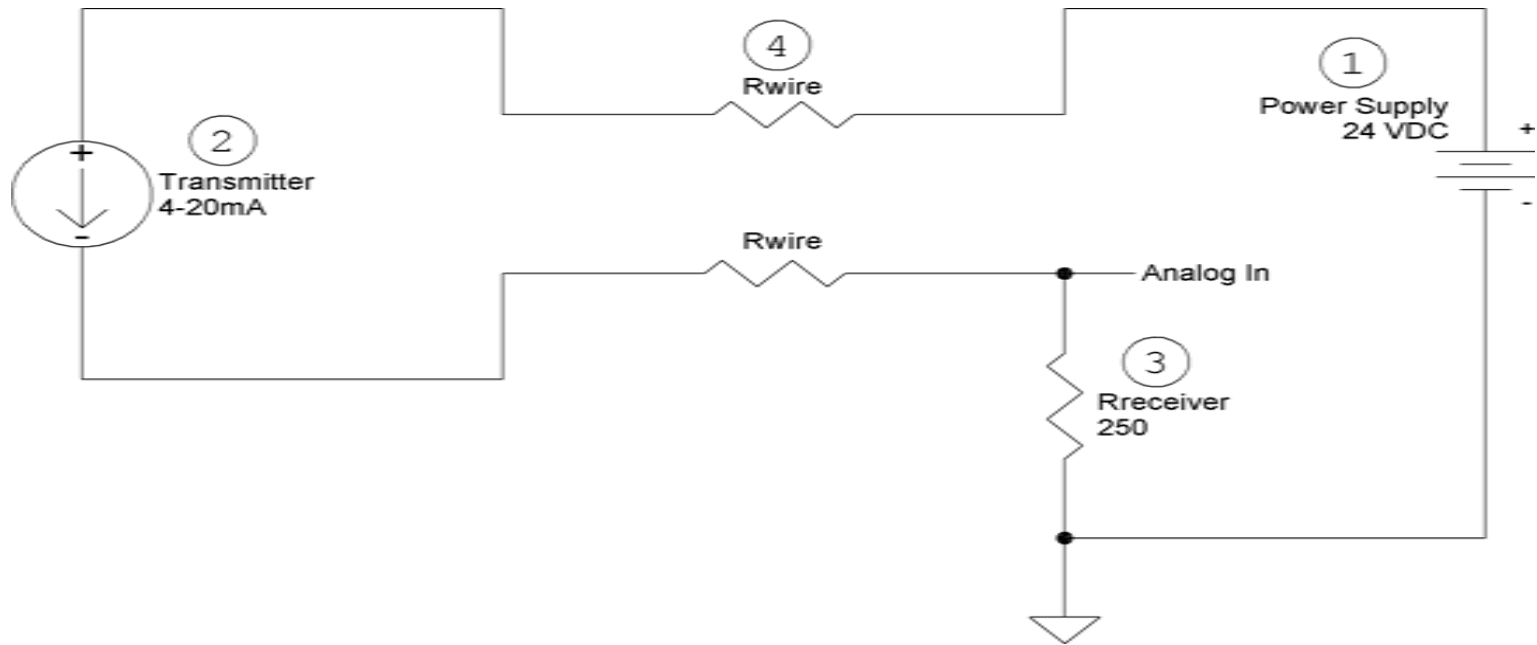 4
Rwire
1
Power Supply
24 VDC
+
-
2
+
Transmitter
4-20mA
-
Rwire
Analog In
3
Rreceiver
250